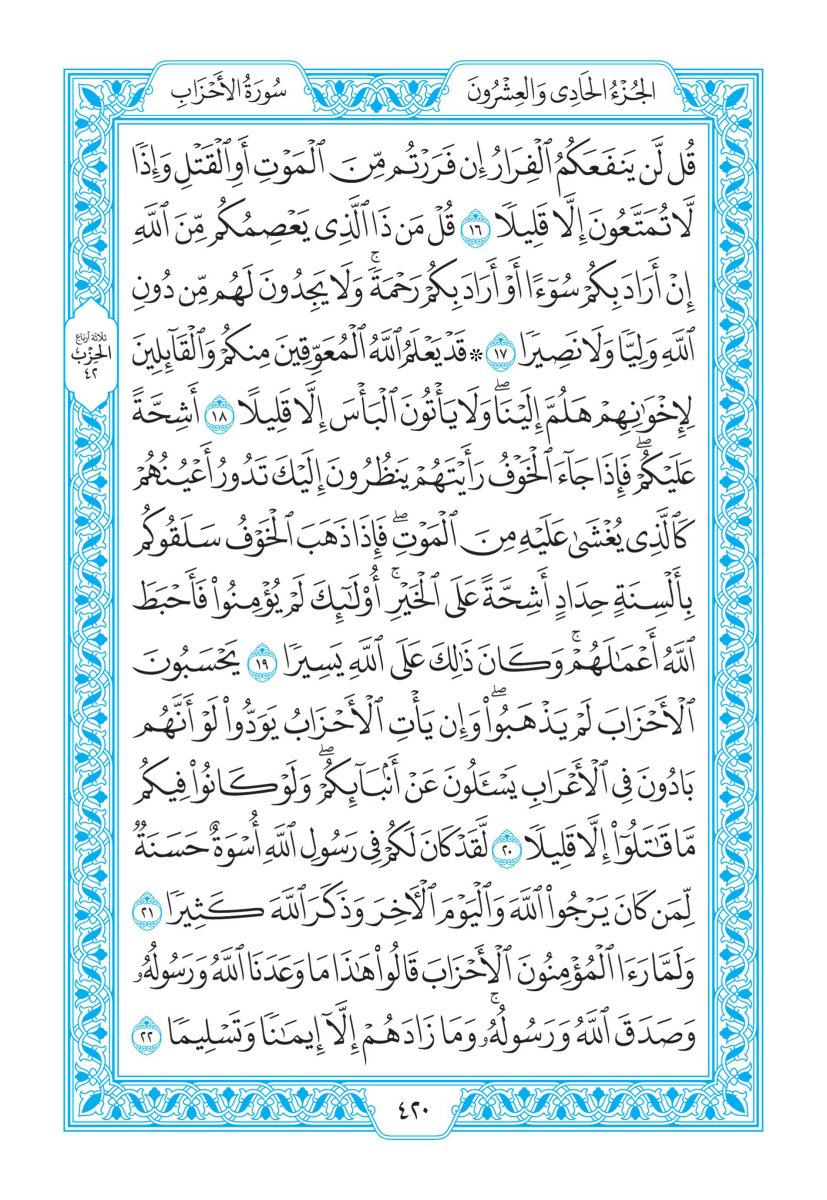 الجُزْءُ الحَادِي وَالعِشْرُونَ
سُورَةُ الأَحْزَابِ
قُل لَّن يَنفَعَكُمُ ٱلۡفِرَارُ إِن فَرَرۡتُم مِّنَ ٱلۡمَوۡتِ أَوِ ٱلۡقَتۡلِ وَإِذٗا
لَّا تُمَتَّعُونَ إِلَّا قَلِيلٗا ١٦ قُلۡ مَن ذَا ٱلَّذِي يَعۡصِمُكُم مِّنَ ٱللَّهِ
إِنۡ أَرَادَ بِكُمۡ سُوٓءًا أَوۡ أَرَادَ بِكُمۡ رَحۡمَةٗۚ وَلَا يَجِدُونَ لَهُم مِّن دُونِ
ٱللَّهِ وَلِيّٗا وَلَا نَصِيرٗا ١٧ * قَدۡ يَعۡلَمُ ٱللَّهُ ٱلۡمُعَوِّقِينَ مِنكُمۡ وَٱلۡقَآئِلِينَ
ثلاثة أرباع
الحِزْب
٤٢
لِإِخۡوَٰنِهِمۡ هَلُمَّ إِلَيۡنَاۖ وَلَا يَأۡتُونَ ٱلۡبَأۡسَ إِلَّا قَلِيلًا ١٨ أَشِحَّةً
عَلَيۡكُمۡۖ فَإِذَا جَآءَ ٱلۡخَوۡفُ رَأَيۡتَهُمۡ يَنظُرُونَ إِلَيۡكَ تَدُورُ أَعۡيُنُهُمۡ
كَٱلَّذِي يُغۡشَىٰ عَلَيۡهِ مِنَ ٱلۡمَوۡتِۖ فَإِذَا ذَهَبَ ٱلۡخَوۡفُ سَلَقُوكُم
بِأَلۡسِنَةٍ حِدَادٍ أَشِحَّةً عَلَى ٱلۡخَيۡرِۚ أُوْلَٰٓئِكَ لَمۡ يُؤۡمِنُواْ فَأَحۡبَطَ
ٱللَّهُ أَعۡمَٰلَهُمۡۚ وَكَانَ ذَٰلِكَ عَلَى ٱللَّهِ يَسِيرٗا ١٩ يَحۡسَبُونَ
ٱلۡأَحۡزَابَ لَمۡ يَذۡهَبُواْۖ وَإِن يَأۡتِ ٱلۡأَحۡزَابُ يَوَدُّواْ لَوۡ أَنَّهُم
بَادُونَ فِي ٱلۡأَعۡرَابِ يَسۡـَٔلُونَ عَنۡ أَنۢبَآئِكُمۡۖ وَلَوۡ كَانُواْ فِيكُم
مَّا قَٰتَلُوٓاْ إِلَّا قَلِيلٗا ٢٠ لَّقَدۡ كَانَ لَكُمۡ فِي رَسُولِ ٱللَّهِ أُسۡوَةٌ حَسَنَةٞ
لِّمَن كَانَ يَرۡجُواْ ٱللَّهَ وَٱلۡيَوۡمَ ٱلۡأٓخِرَ وَذَكَرَ ٱللَّهَ كَثِيرٗا ٢١
وَلَمَّا رَءَا ٱلۡمُؤۡمِنُونَ ٱلۡأَحۡزَابَ قَالُواْ هَٰذَا مَا وَعَدَنَا ٱللَّهُ وَرَسُولُهُۥ
وَصَدَقَ ٱللَّهُ وَرَسُولُهُۥۚ وَمَا زَادَهُمۡ إِلَّآ إِيمَٰنٗا وَتَسۡلِيمٗا ٢٢
٤٢٠